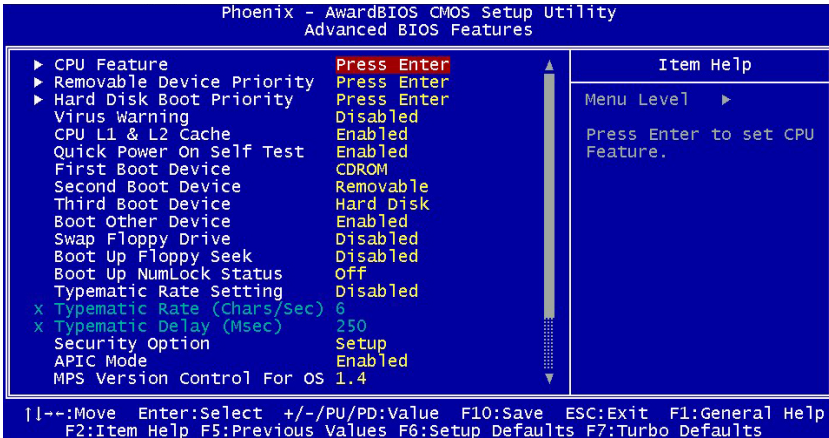 Phoenix - AwardBIOS CMOS Setup Utility
Advanced BIOS Features
▶ CPU Feature Press Enter
▶ Removable Device Priority Press Enter
▶ Hard Disk Boot Priority Press Enter
Virus Warning Disabled
CPU L1 & L2 Cache Enabled
Quick Power On Self Test Enabled
First Boot Device CDROM
Second Boot Device Removable
Third Boot Device Hard Disk
Boot Other Device Enabled
Swap Floppy Drive Disabled
Boot Up Floppy Seek Disabled
Boot Up NumLock Status Off
Typematic Rate Setting Disabled
x Typematic Rate (Chars/Sec) 6
x Typematic Delay (Msec) 250
Security Option Setup
APIC Mode Enabled
MPS Version Control For OS 1.4
Item Help
Menu Level ▶
Press Enter to set CPU
Feature.
↑↓→←:Move Enter:Select +/-/PU/PD:Value F10:Save ESC:Exit F1:General Help
F2:Item Help F5:Previous Values F6:Setup Defaults F7:Turbo Defaults